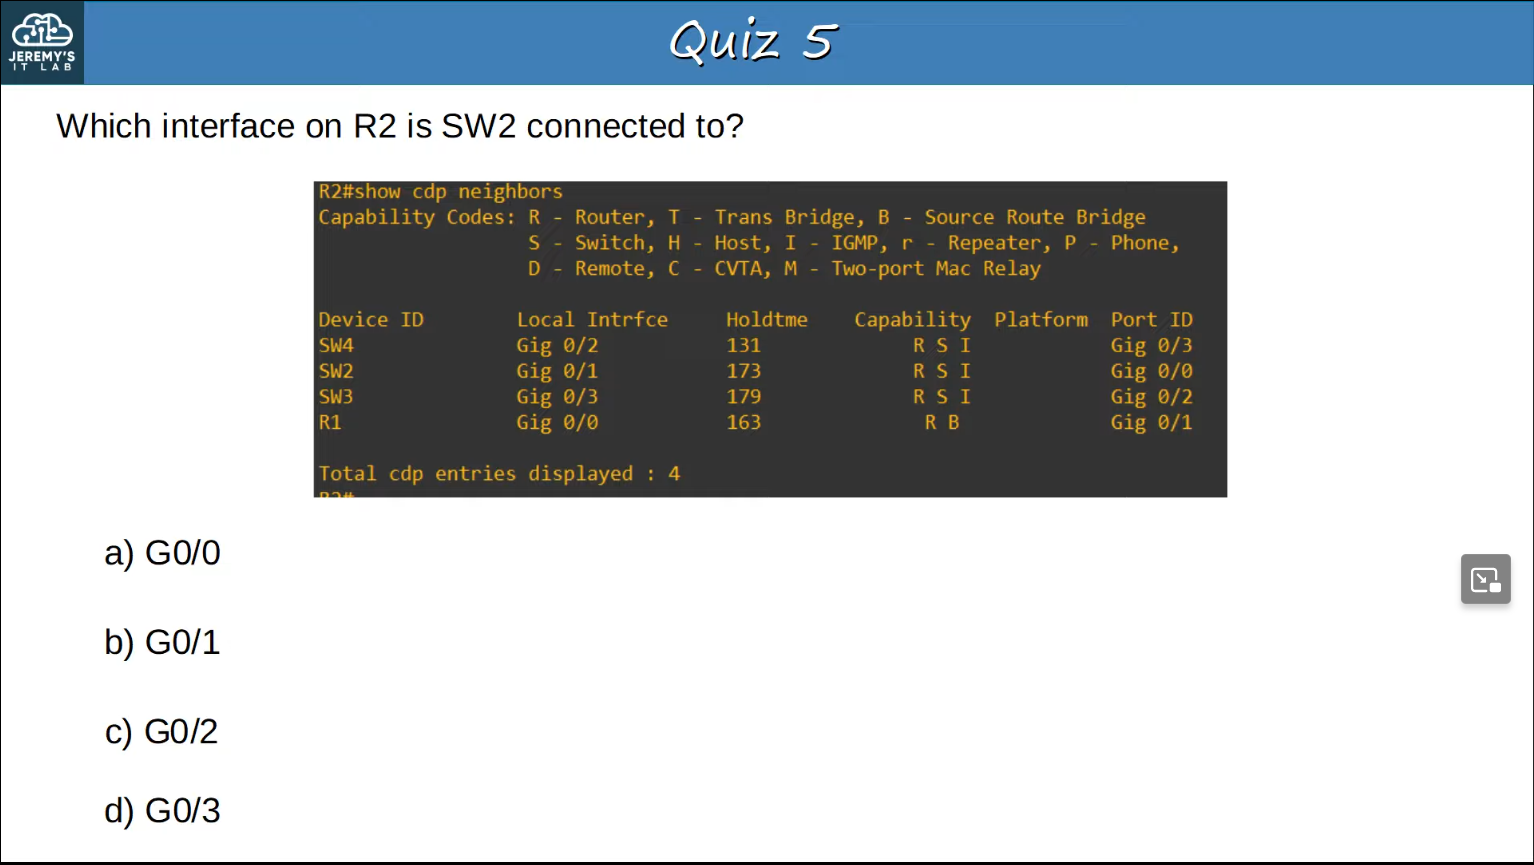 JEREMY'S
IT LAB
Quiz 5
Which interface on R2 is SW2 connected to?
R2#show cdp neighbors
Capability Codes: R - Router, T - Trans Bridge, B - Source Route Bridge
S - Switch, H - Host, I - IGMP, r - Repeater, P - Phone,
D - Remote, C - CVTA, M - Two-port Mac Relay
Device ID Local Intrfce Holdtme Capability Platform Port ID
SW4 Gig 0/2 131 R S I Gig 0/3
SW2 Gig 0/1 173 R S I Gig 0/0
SW3 Gig 0/3 179 R S I Gig 0/2
R1 Gig 0/0 163 R B Gig 0/1
Total cdp entries displayed : 4
R2#
a) G0/0
b) G0/1
c) G0/2
d) G0/3